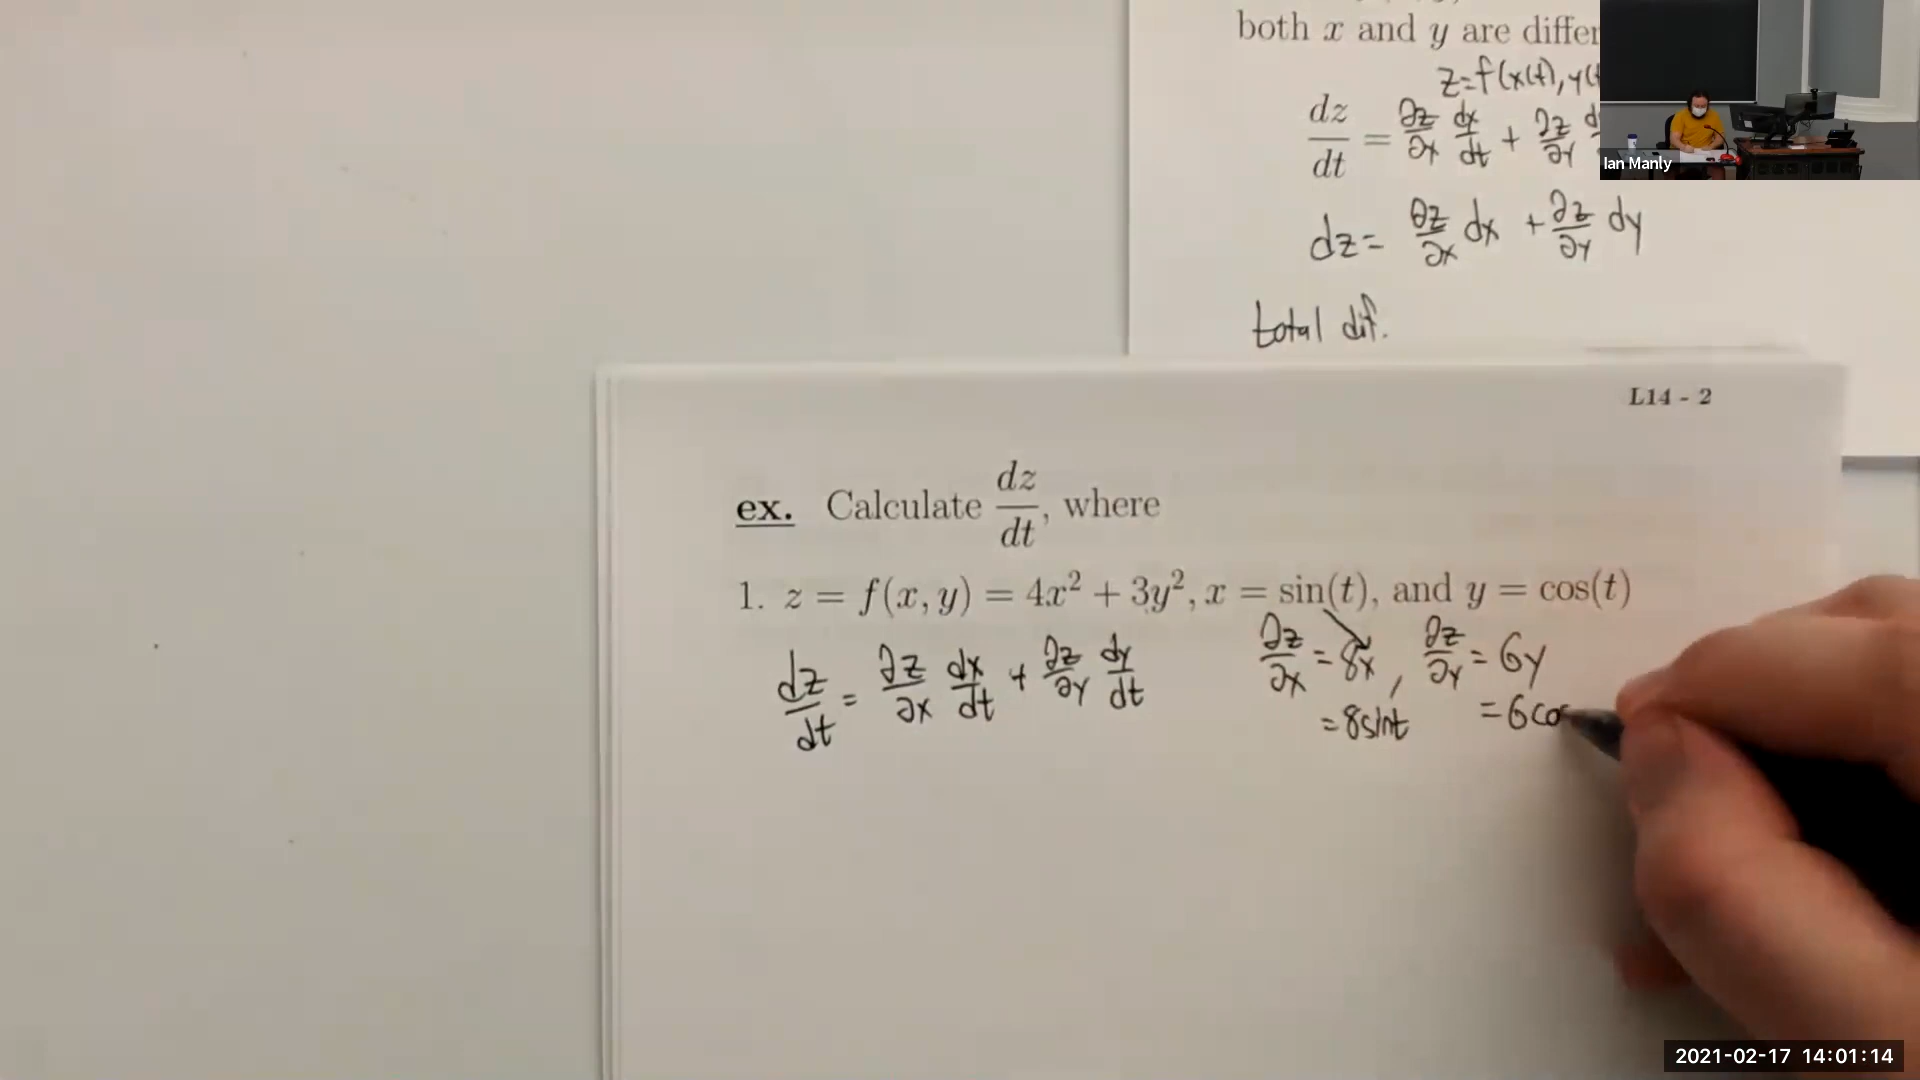 both x and y are differ
z=f(x(t), y(t
dz/dt = ∂z/∂x dx/dt + ∂z/∂y d
dz = ∂z/∂x dx + ∂z/∂y dy
total dif.
Ian Manly
L14 - 2
ex. Calculate dz/dt, where
1. z = f(x, y) = 4x² + 3y², x = sin(t), and y = cos(t)
dz/dt = ∂z/∂x dx/dt + ∂z/∂y dy/dt
∂z/∂x = 8x, ∂z/∂y = 6y
= 8sint = 6cos
2021-02-17 14:01:14